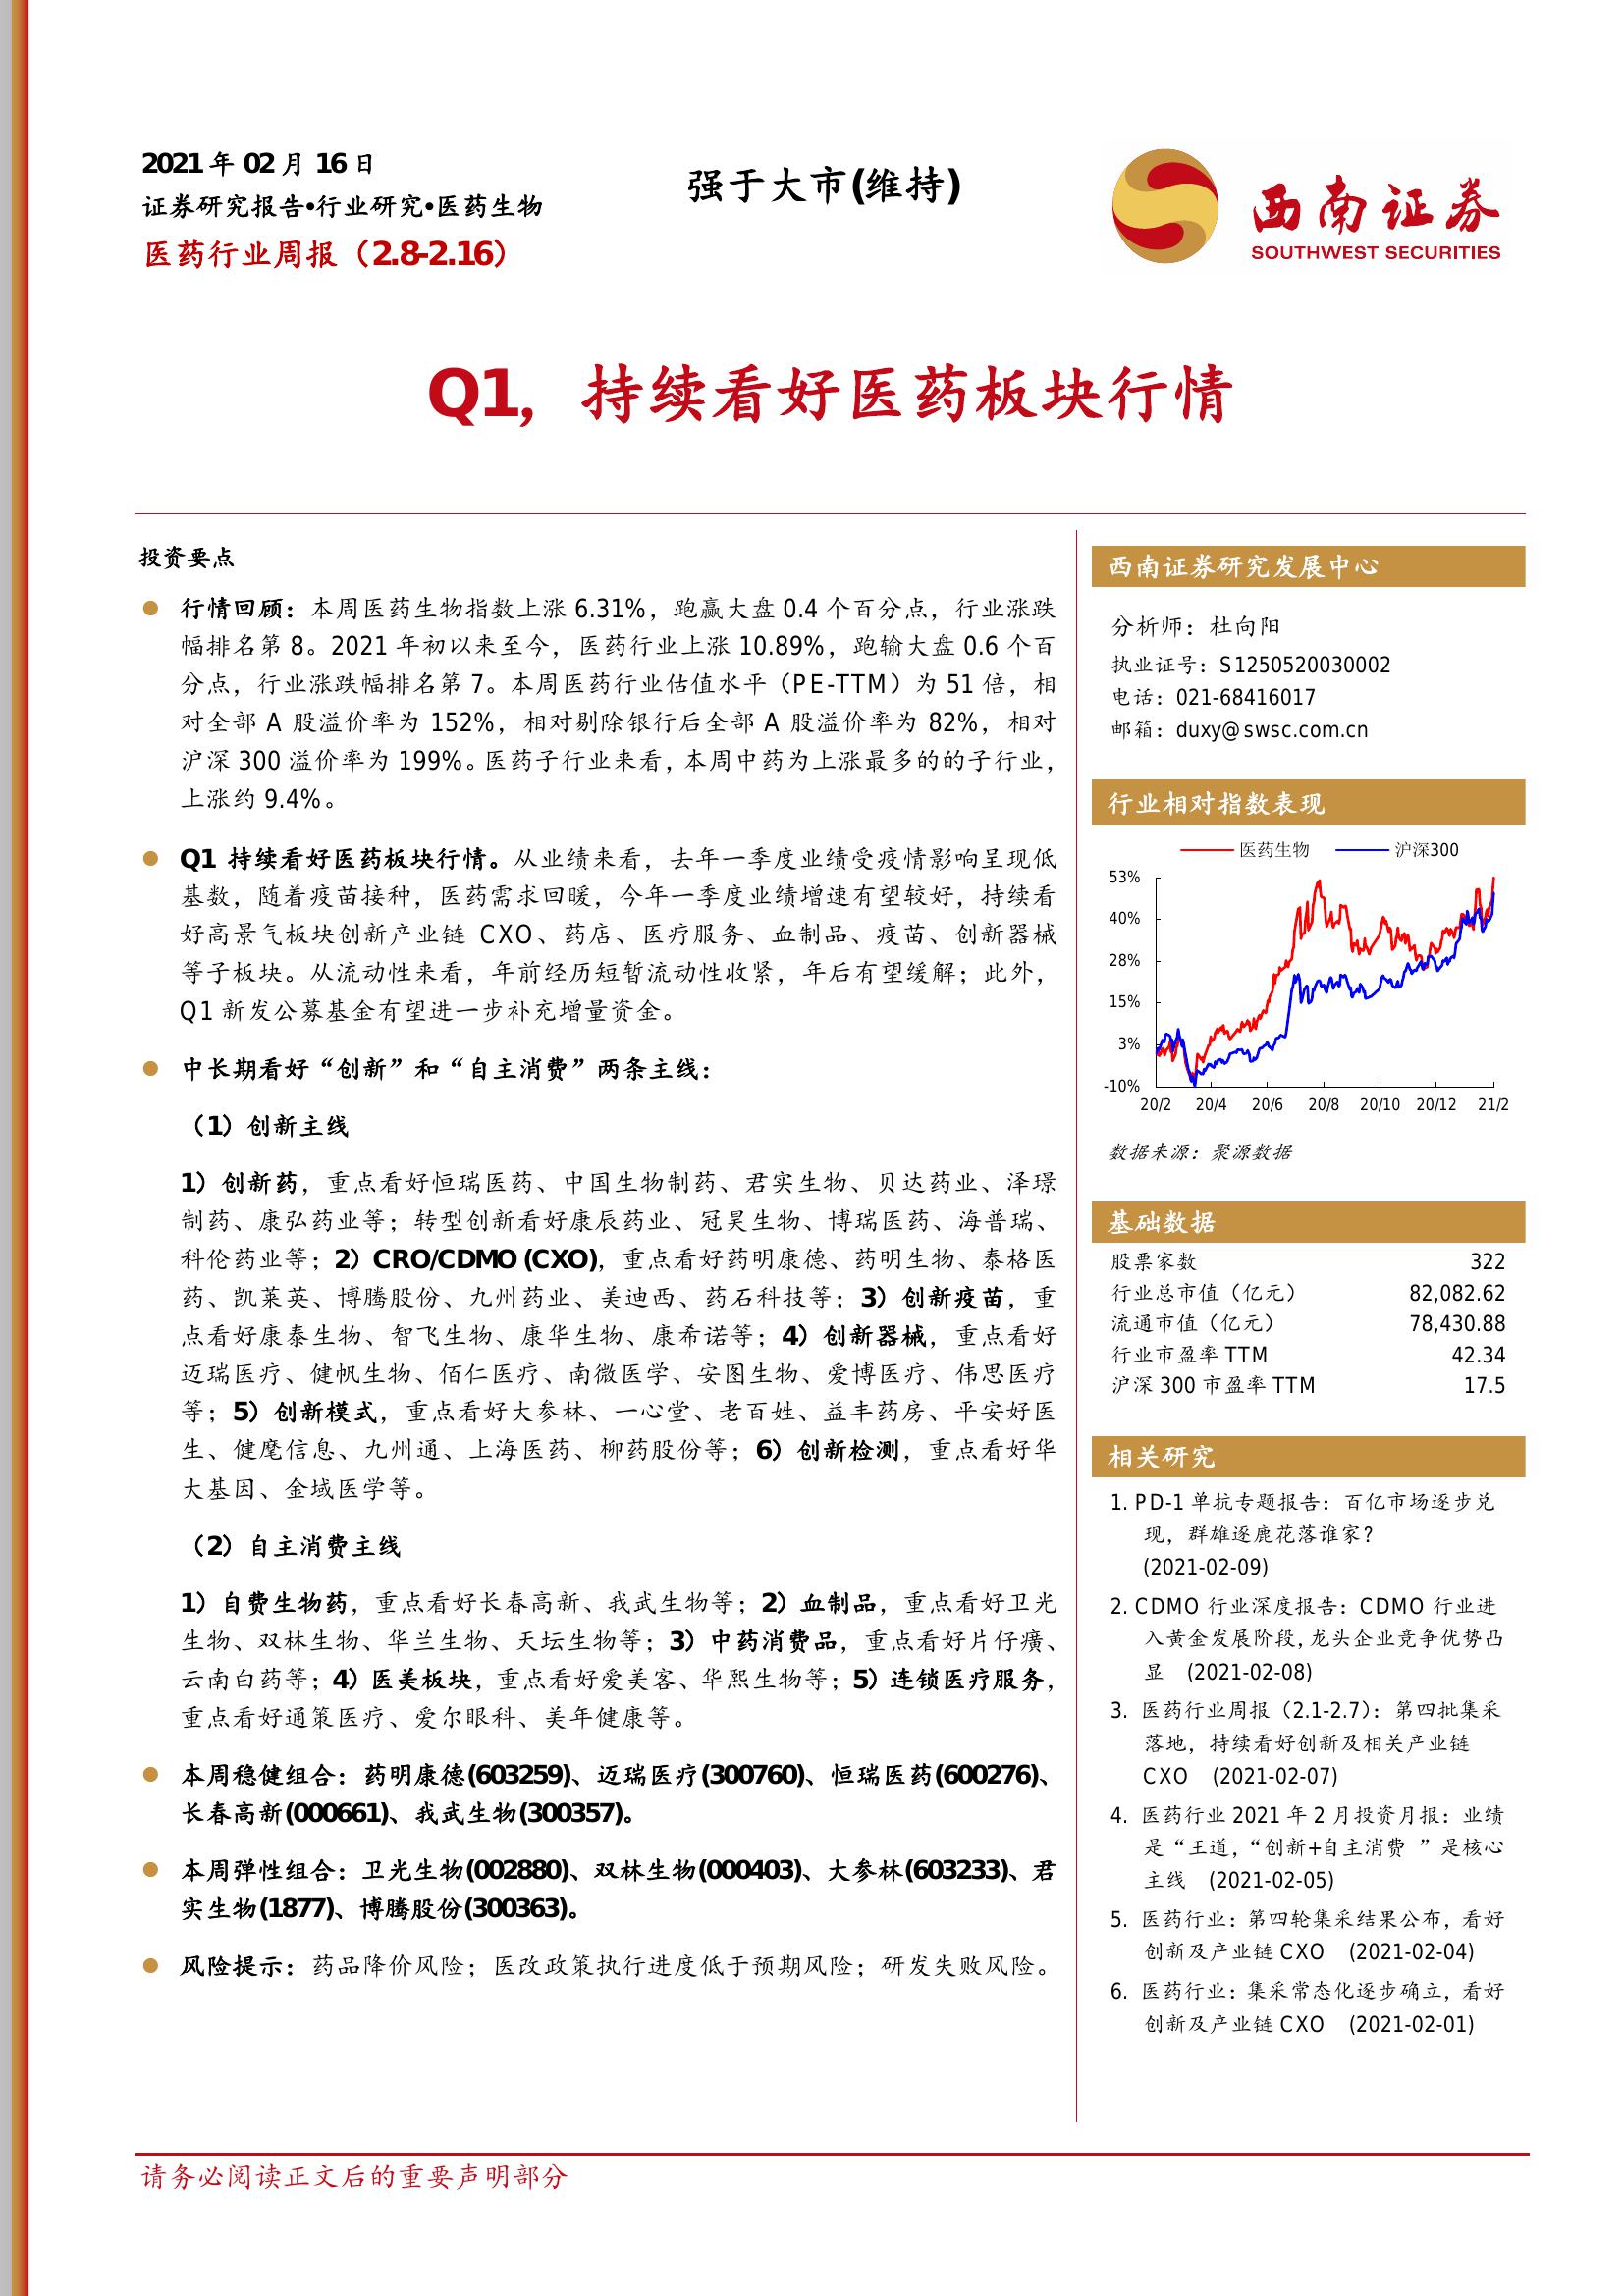 2021 年 02 月 16 日
证券研究报告•行业研究•医药生物
医药行业周报（2.8-2.16）
强于大市(维持)
西南证券
SOUTHWEST SECURITIES
Q1，持续看好医药板块行情
投资要点
行情回顾：本周医药生物指数上涨 6.31%，跑赢大盘 0.4 个百分点，行业涨跌
幅排名第 8。2021 年初以来至今，医药行业上涨 10.89%，跑输大盘 0.6 个百
分点，行业涨跌幅排名第 7。本周医药行业估值水平（PE-TTM）为 51 倍，相
对全部 A 股溢价率为 152%，相对剔除银行后全部 A 股溢价率为 82%，相对
沪深 300 溢价率为 199%。医药子行业来看，本周中药为上涨最多的的子行业，
上涨约 9.4%。
Q1 持续看好医药板块行情。从业绩来看，去年一季度业绩受疫情影响呈现低
基数，随着疫苗接种，医药需求回暖，今年一季度业绩增速有望较好，持续看
好高景气板块创新产业链 CXO、药店、医疗服务、血制品、疫苗、创新器械
等子板块。从流动性来看，年前经历短暂流动性收紧，年后有望缓解；此外，
Q1 新发公募基金有望进一步补充增量资金。
中长期看好“创新”和“自主消费”两条主线：
（1）创新主线
1）创新药，重点看好恒瑞医药、中国生物制药、君实生物、贝达药业、泽璟
制药、康弘药业等；转型创新看好康辰药业、冠昊生物、博瑞医药、海普瑞、
科伦药业等；2）CRO/CDMO (CXO)，重点看好药明康德、药明生物、泰格医
药、凯莱英、博腾股份、九州药业、美迪西、药石科技等；3）创新疫苗，重
点看好康泰生物、智飞生物、康华生物、康希诺等；4）创新器械，重点看好
迈瑞医疗、健帆生物、佰仁医疗、南微医学、安图生物、爱博医疗、伟思医疗
等；5）创新模式，重点看好大参林、一心堂、老百姓、益丰药房、平安好医
生、健麾信息、九州通、上海医药、柳药股份等；6）创新检测，重点看好华
大基因、金域医学等。
（2）自主消费主线
1）自费生物药，重点看好长春高新、我武生物等；2）血制品，重点看好卫光
生物、双林生物、华兰生物、天坛生物等；3）中药消费品，重点看好片仔癀、
云南白药等；4）医美板块，重点看好爱美客、华熙生物等；5）连锁医疗服务，
重点看好通策医疗、爱尔眼科、美年健康等。
本周稳健组合：药明康德(603259)、迈瑞医疗(300760)、恒瑞医药(600276)、
长春高新(000661)、我武生物(300357)。
本周弹性组合：卫光生物(002880)、双林生物(000403)、大参林(603233)、君
实生物(1877)、博腾股份(300363)。
风险提示：药品降价风险；医改政策执行进度低于预期风险；研发失败风险。
西南证券研究发展中心
分析师：杜向阳
执业证号：S1250520030002
电话：021-68416017
邮箱：duxy@swsc.com.cn
行业相对指数表现
医药生物 沪深300
53%
40%
28%
15%
3%
-10%
20/2 20/4 20/6 20/8 20/10 20/12 21/2
数据来源：聚源数据
基础数据
股票家数 322
行业总市值（亿元） 82,082.62
流通市值（亿元） 78,430.88
行业市盈率 TTM 42.34
沪深 300 市盈率 TTM 17.5
相关研究
1. PD-1 单抗专题报告：百亿市场逐步兑
现，群雄逐鹿花落谁家？
(2021-02-09)
2. CDMO 行业深度报告：CDMO 行业进
入黄金发展阶段，龙头企业竞争优势凸
显 (2021-02-08)
3. 医药行业周报（2.1-2.7）：第四批集采
落地，持续看好创新及相关产业链
CXO (2021-02-07)
4. 医药行业 2021 年 2 月投资月报：业绩
是“王道，“创新+自主消费 ”是核心
主线 (2021-02-05)
5. 医药行业：第四轮集采结果公布，看好
创新及产业链 CXO (2021-02-04)
6. 医药行业：集采常态化逐步确立，看好
创新及产业链 CXO (2021-02-01)
请务必阅读正文后的重要声明部分